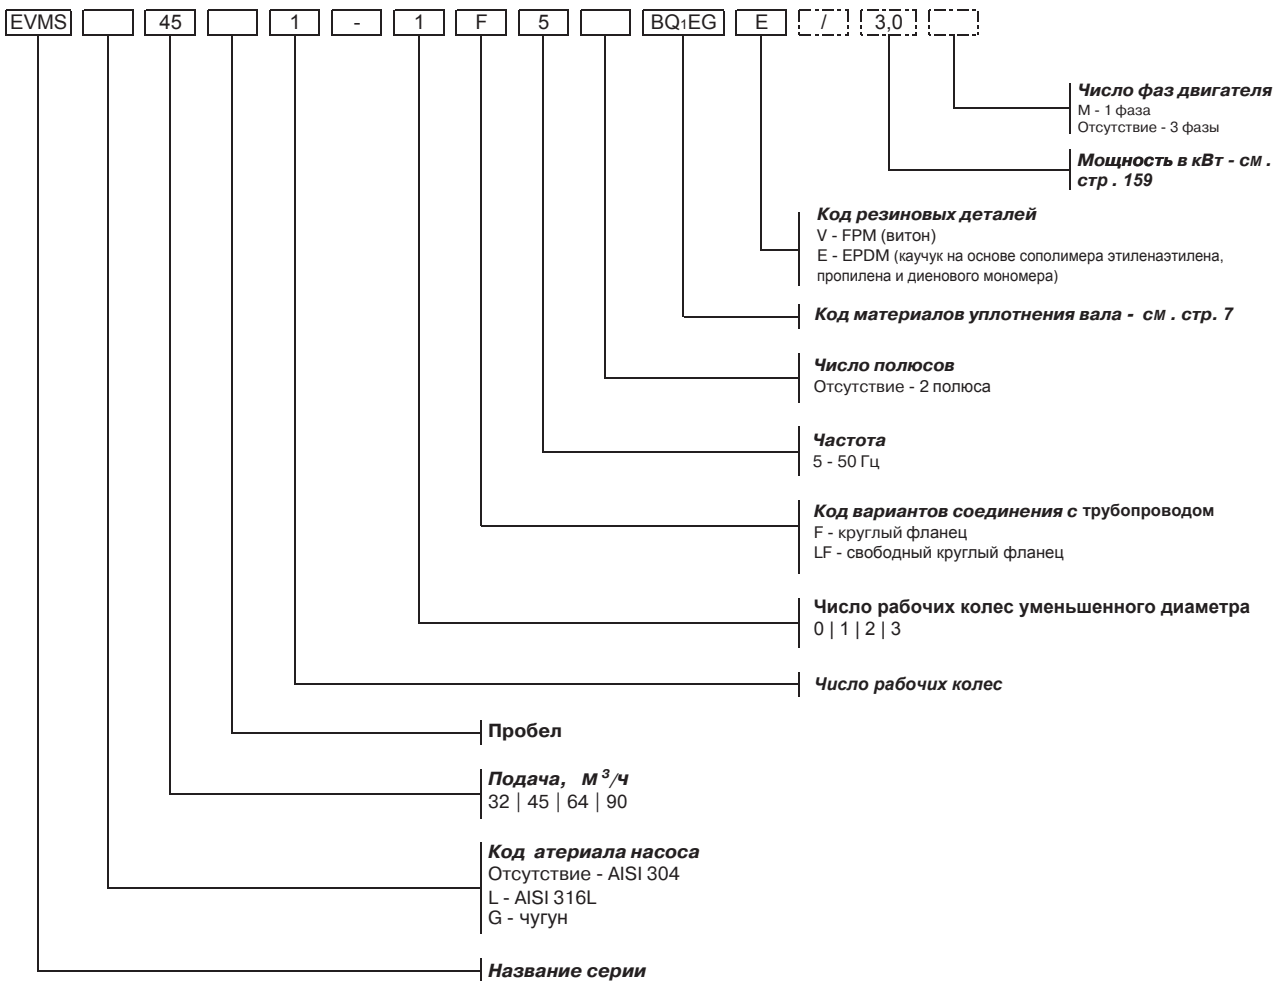 EVMS 45 1 - 1 F 5 BQ1EG E / 3,0
Число фаз двигателя
М - 1 фаза
Отсутствие - 3 фазы
Мощность в кВт - см .
стр . 159
Код резиновых деталей
V - FPM (витон)
E - EPDM (каучук на основе сополимера этиленаэтилена,
пропилена и диенового мономера)
Код материалов уплотнения вала - см . стр. 7
Число полюсов
Отсутствие - 2 полюса
Частота
5 - 50 Гц
Код вариантов соединения с трубопроводом
F - круглый фланец
LF - свободный круглый фланец
Число рабочих колес уменьшенного диаметра
0 | 1 | 2 | 3
Число рабочих колес
Пробел
Подача, м³/ч
32 | 45 | 64 | 90
Код атериала насоса
Отсутствие - AISI 304
L - AISI 316L
G - чугун
Название серии